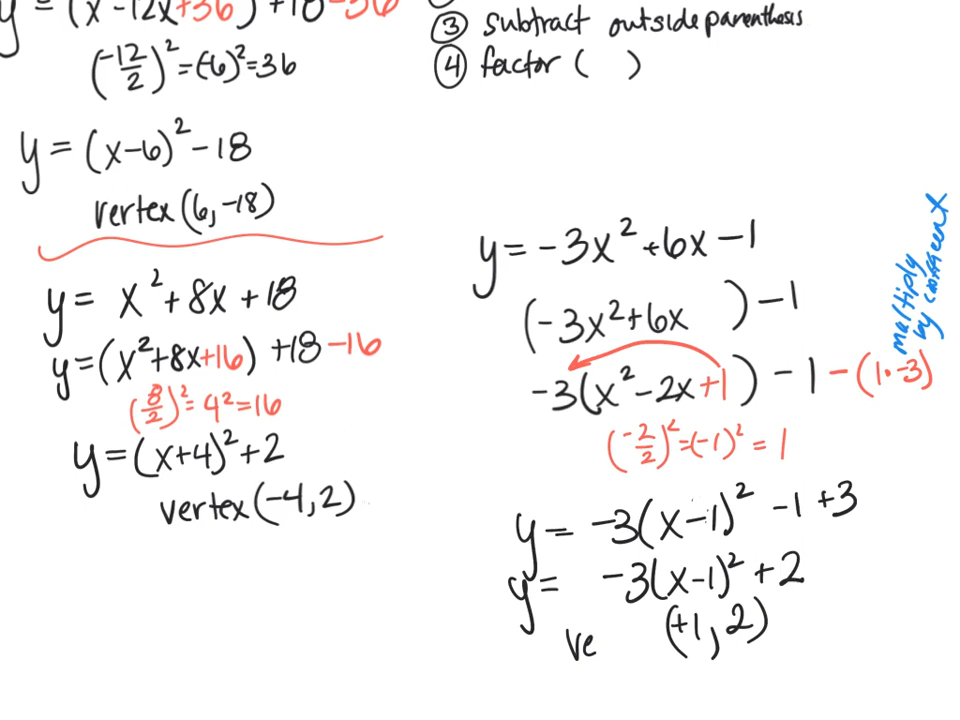 y = (x²-12x+36) +18-36
(-12/2)² = (-6)² = 36
y = (x-6)² - 18
vertex (6, -18)
y = x² + 8x + 18
y = (x²+8x+16) +18 -16
(8/2)² = 4² = 16
y = (x+4)² + 2
vertex (-4, 2)
③ subtract outside parenthesis
④ factor ( )
y = -3x² + 6x - 1
(-3x²+6x ) - 1
-3(x² - 2x + 1) - 1 - (1·-3)
multiply
by coefficient
(-2/2)² = (-1)² = 1
y = -3(x-1)² -1 +3
y = -3(x-1)² + 2
ve (+1, 2)